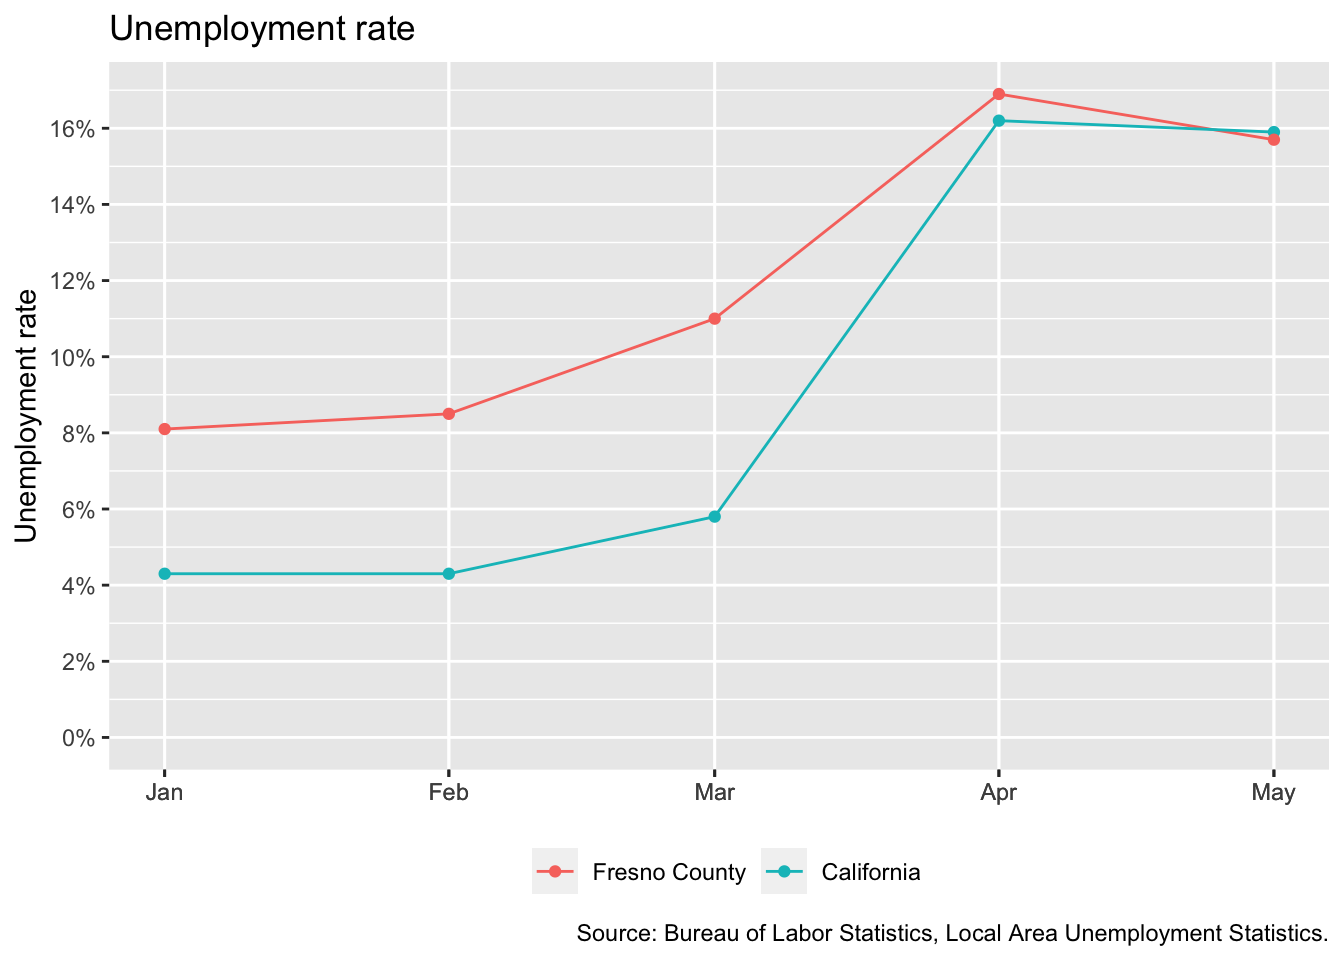 Unemployment rate
Unemployment rate
16%
14%
12%
10%
8%
6%
4%
2%
0%
Jan Feb Mar Apr May
Fresno County California
Source: Bureau of Labor Statistics, Local Area Unemployment Statistics.